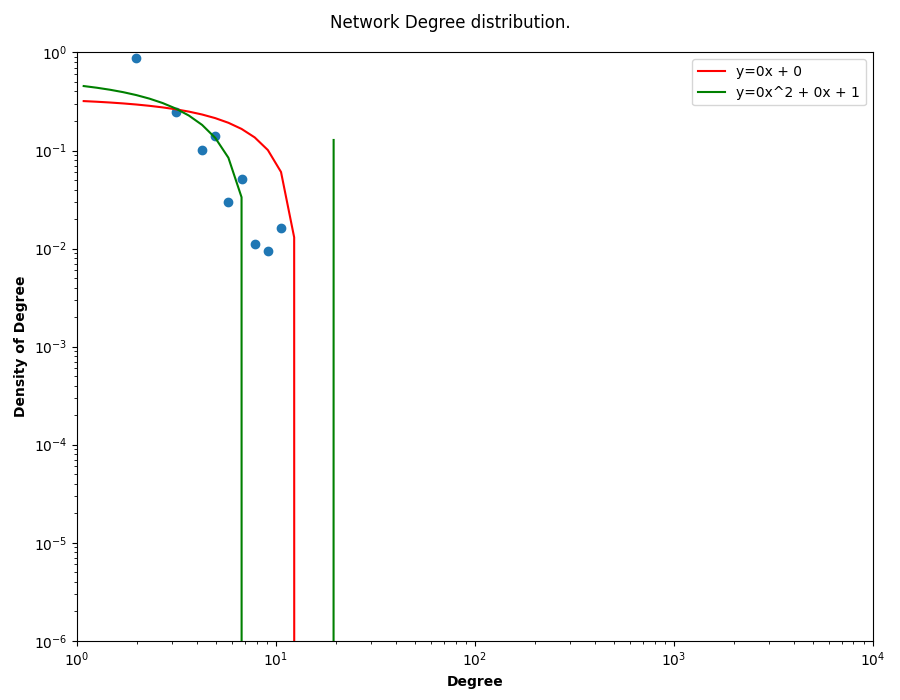 Network Degree distribution.
y=0x + 0
y=0x^2 + 0x + 1
Density of Degree
10^0
10^-1
10^-2
10^-3
10^-4
10^-5
10^-6
10^0 10^1 10^2 10^3 10^4
Degree